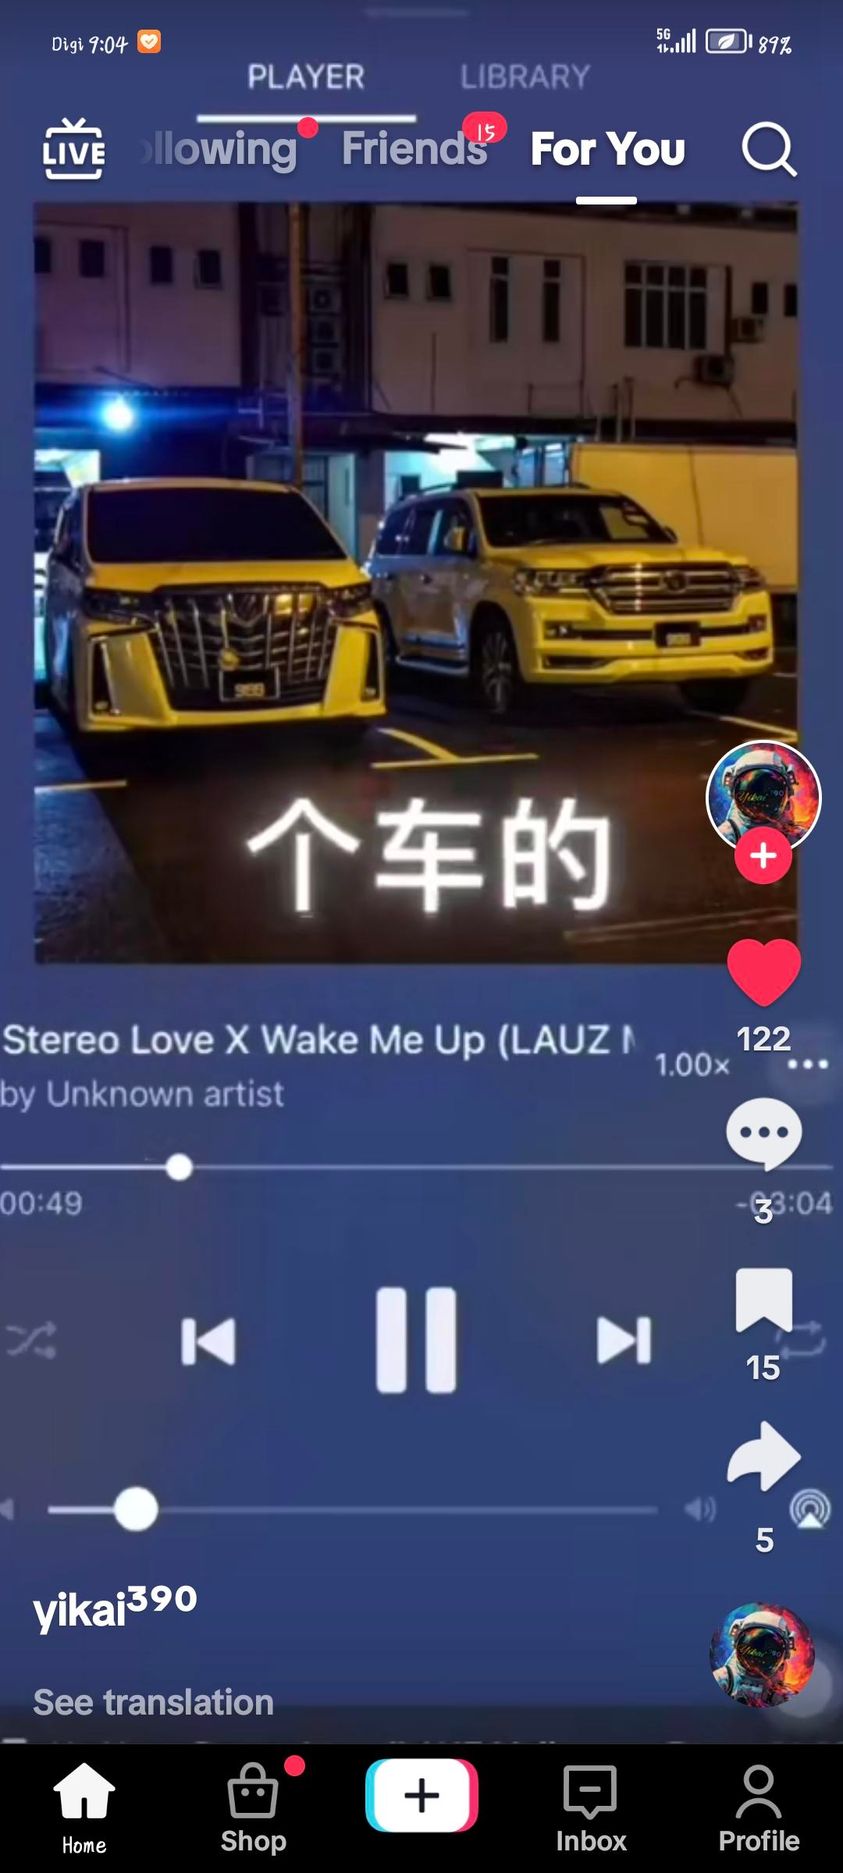 Digi 9:04
5G
89%
PLAYER LIBRARY
LIVE
ollowing Friends 15 For You
个车的
Stereo Love X Wake Me Up (LAUZ
by Unknown artist
1.00×
122
00:49
-03:04
3
15
5
yikai³⁹⁰
See translation
Home Shop Inbox Profile